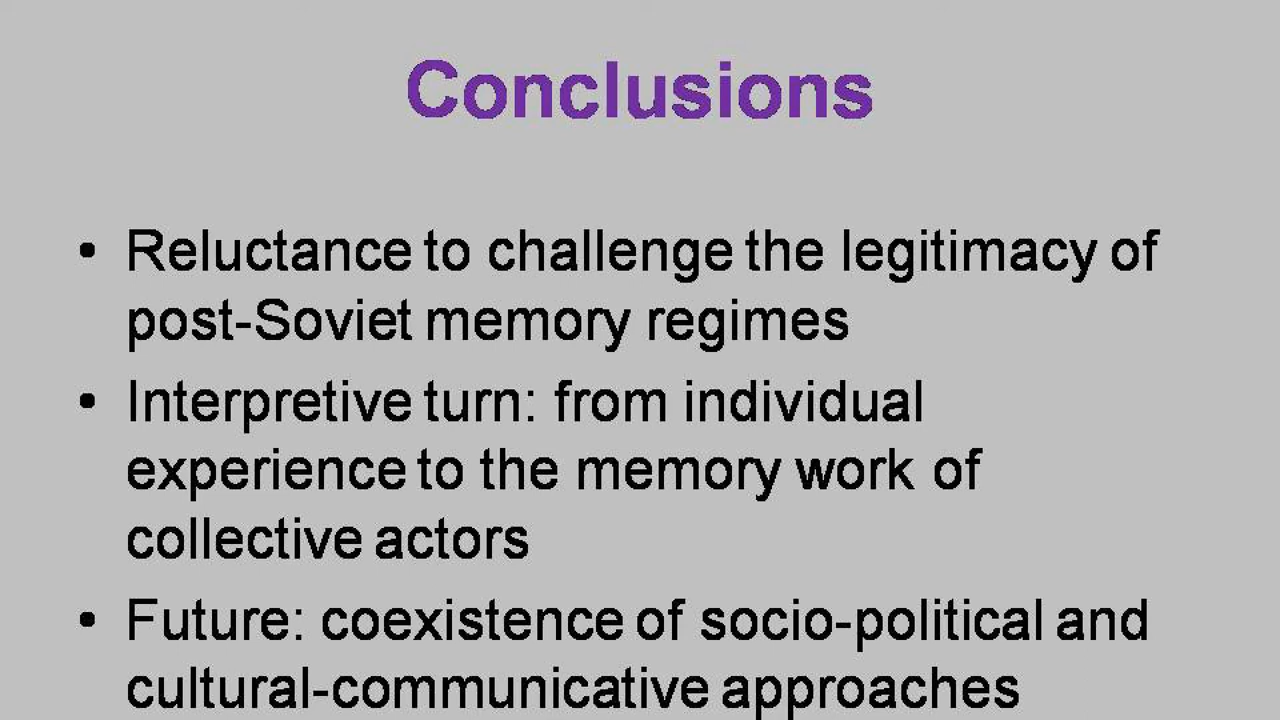 Conclusions
• Reluctance to challenge the legitimacy of
post-Soviet memory regimes
• Interpretive turn: from individual
experience to the memory work of
collective actors
• Future: coexistence of socio-political and
cultural-communicative approaches